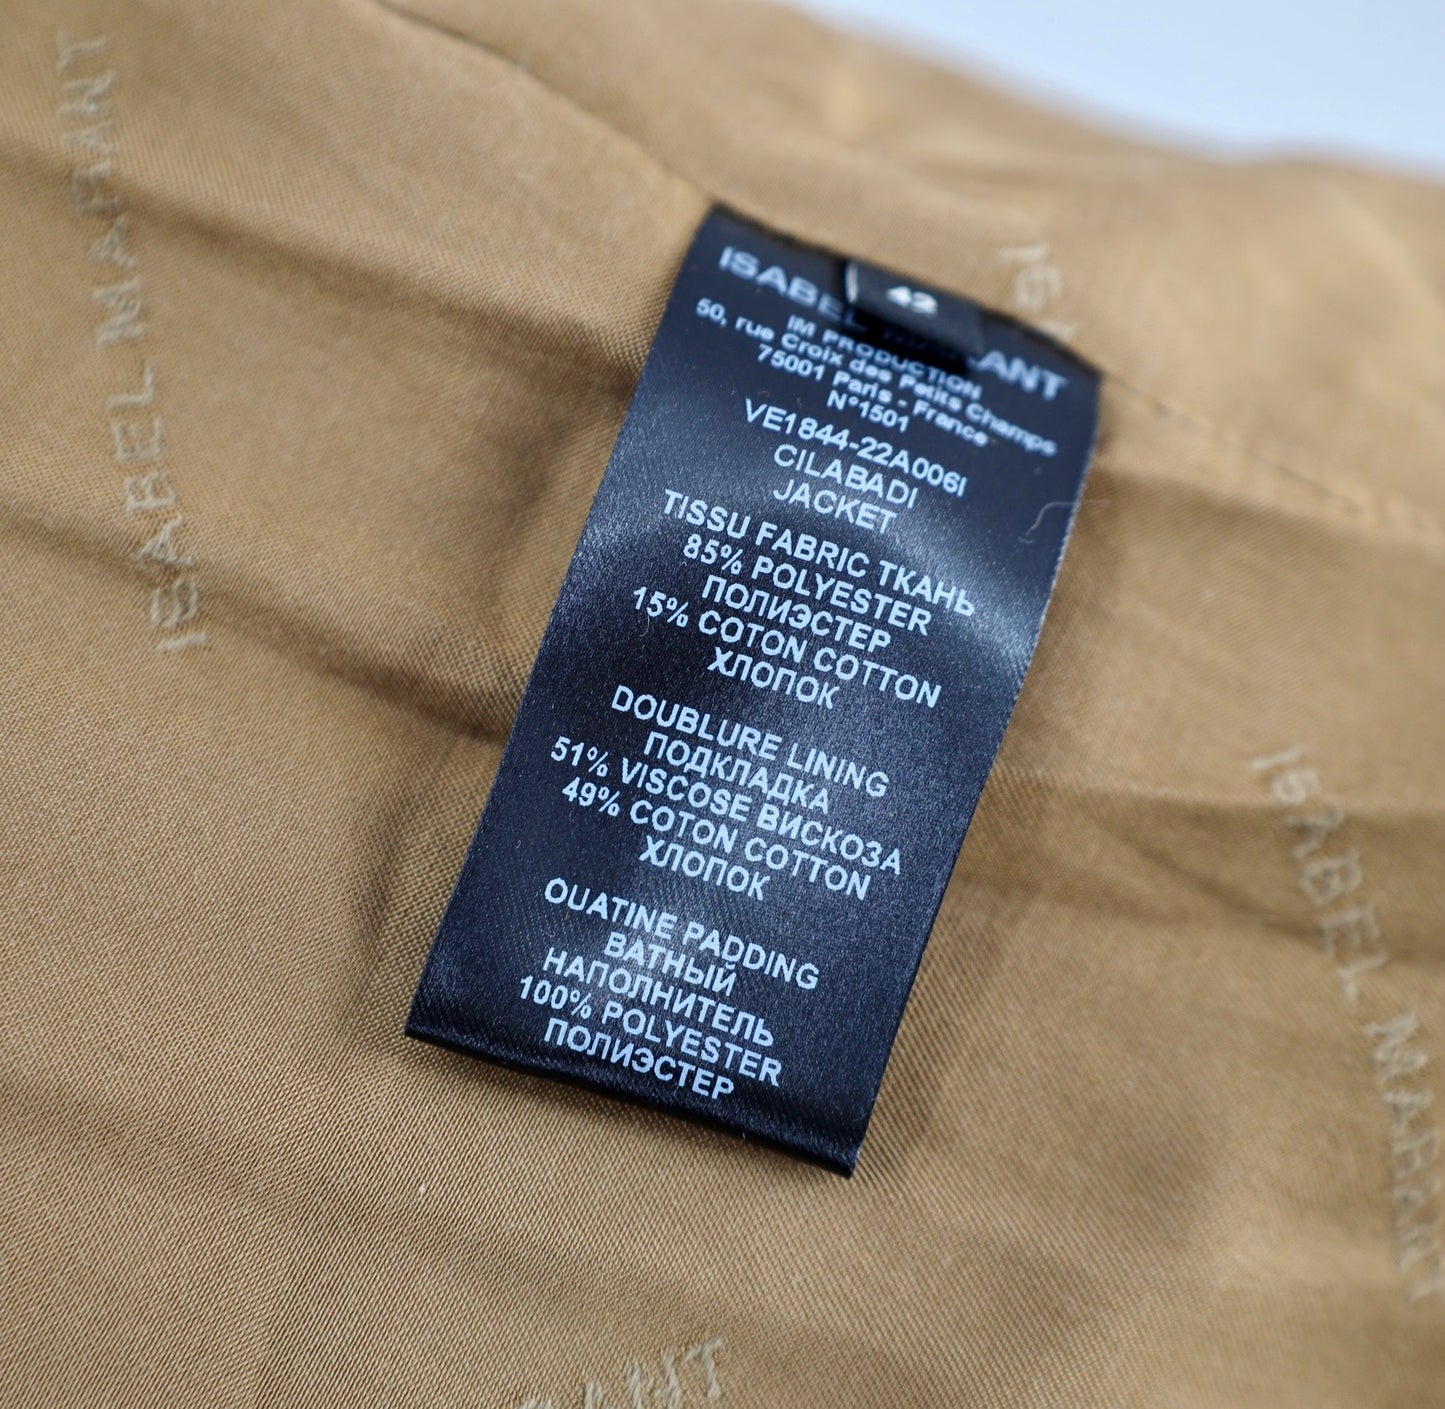 ISABEL MARANT
42
ISABEL MARANT
IM PRODUCTION
50, rue Croix des Petits Champs
75001 Paris - France
N°1501
VE1844-22A006I
CILABADI
JACKET
TISSU FABRIC ТКАНЬ
85% POLYESTER
ПОЛИЭСТЕР
15% COTON COTTON
ХЛОПОК
DOUBLURE LINING
ПОДКЛАДКА
51% VISCOSE ВИСКОЗА
49% COTON COTTON
ХЛОПОК
OUATINE PADDING
ВАТНЫЙ
НАПОЛНИТЕЛЬ
100% POLYESTER
ПОЛИЭСТЕР
ISABEL MARANT